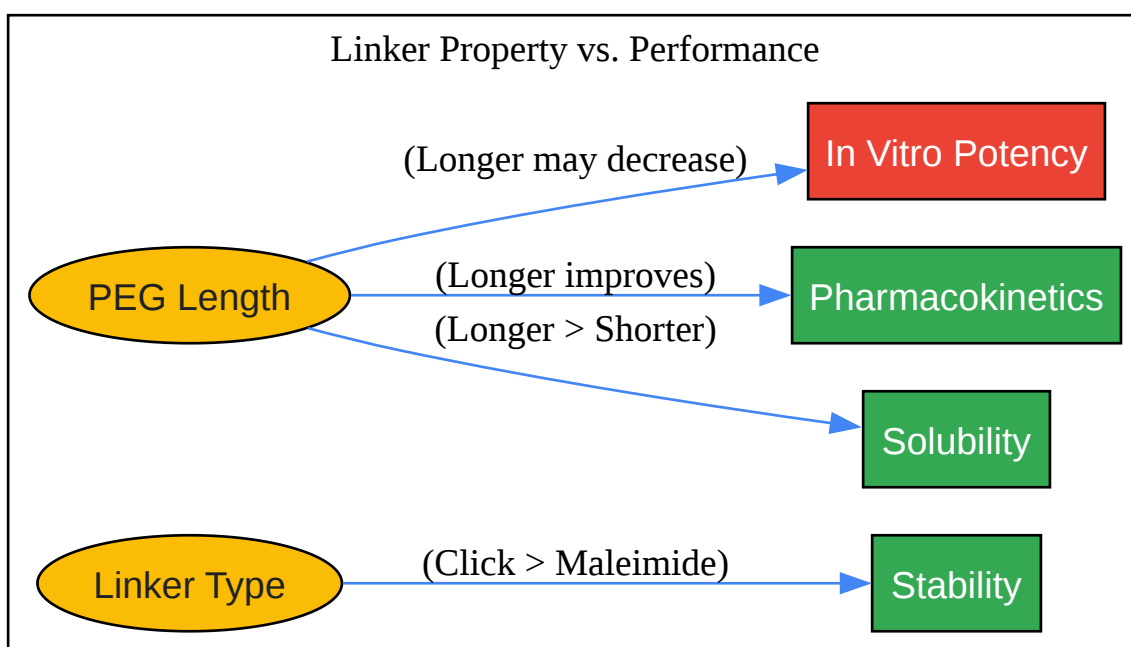 Linker Property vs. Performance
(Longer may decrease)
In Vitro Potency
PEG Length
(Longer improves)
Pharmacokinetics
(Longer > Shorter)
Solubility
Linker Type
(Click > Maleimide)
Stability